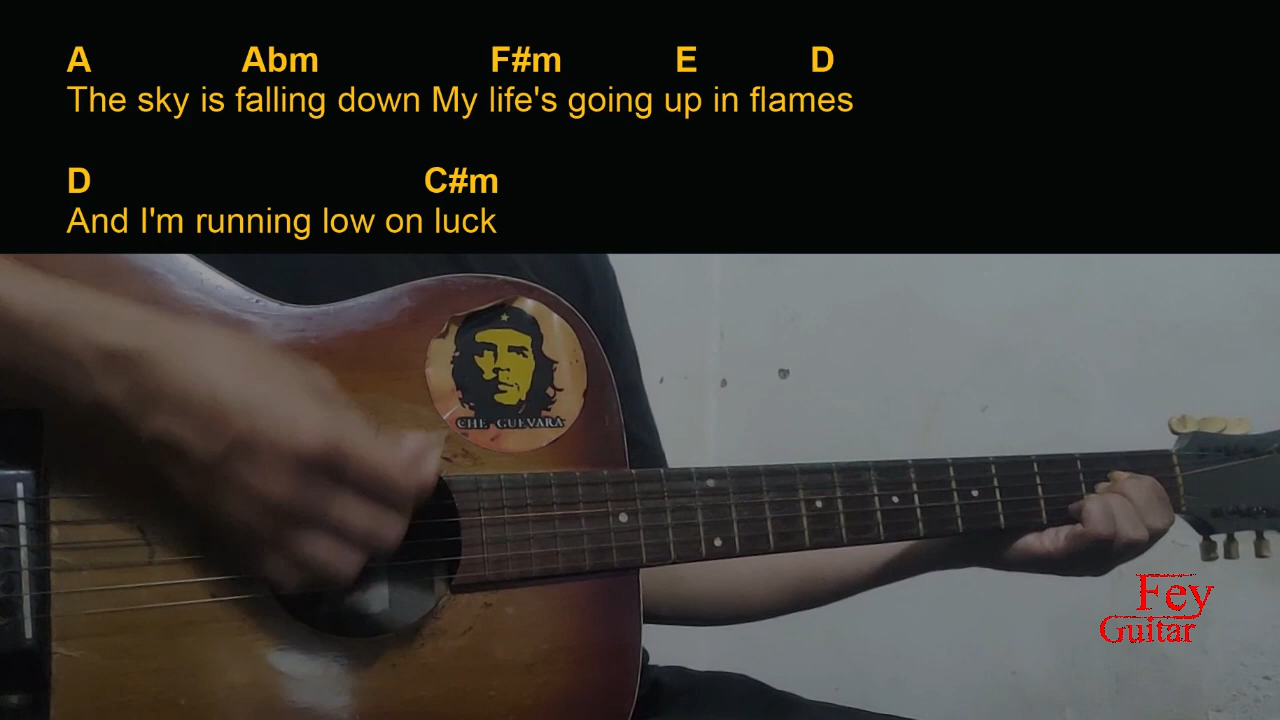 A Abm F#m E D
The sky is falling down My life's going up in flames
D C#m
And I'm running low on luck
CHE GUEVARA
Fey
Guitar